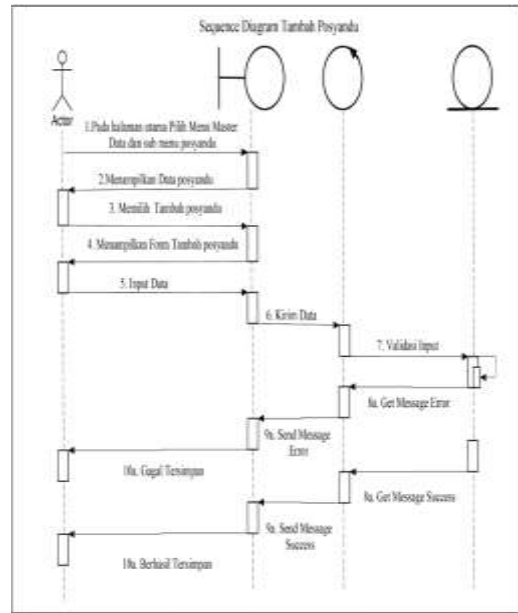 Sequence Diagram Tambah Posyandu
Actor
1.Pada halaman utama Pilih Menu Master
Data dan sub menu posyandu
2.Menampilkan Data posyandu
3. Memilih Tambah posyandu
4. Menampilkan Form Tambah posyandu
5. Input Data
6. Kirim Data
7. Validasi Input
8a. Get Message Error
9a. Send Message
Error
10a. Gagal Tersimpan
8a. Get Message Success
9a. Send Message
Success
10a. Berhasil Tersimpan